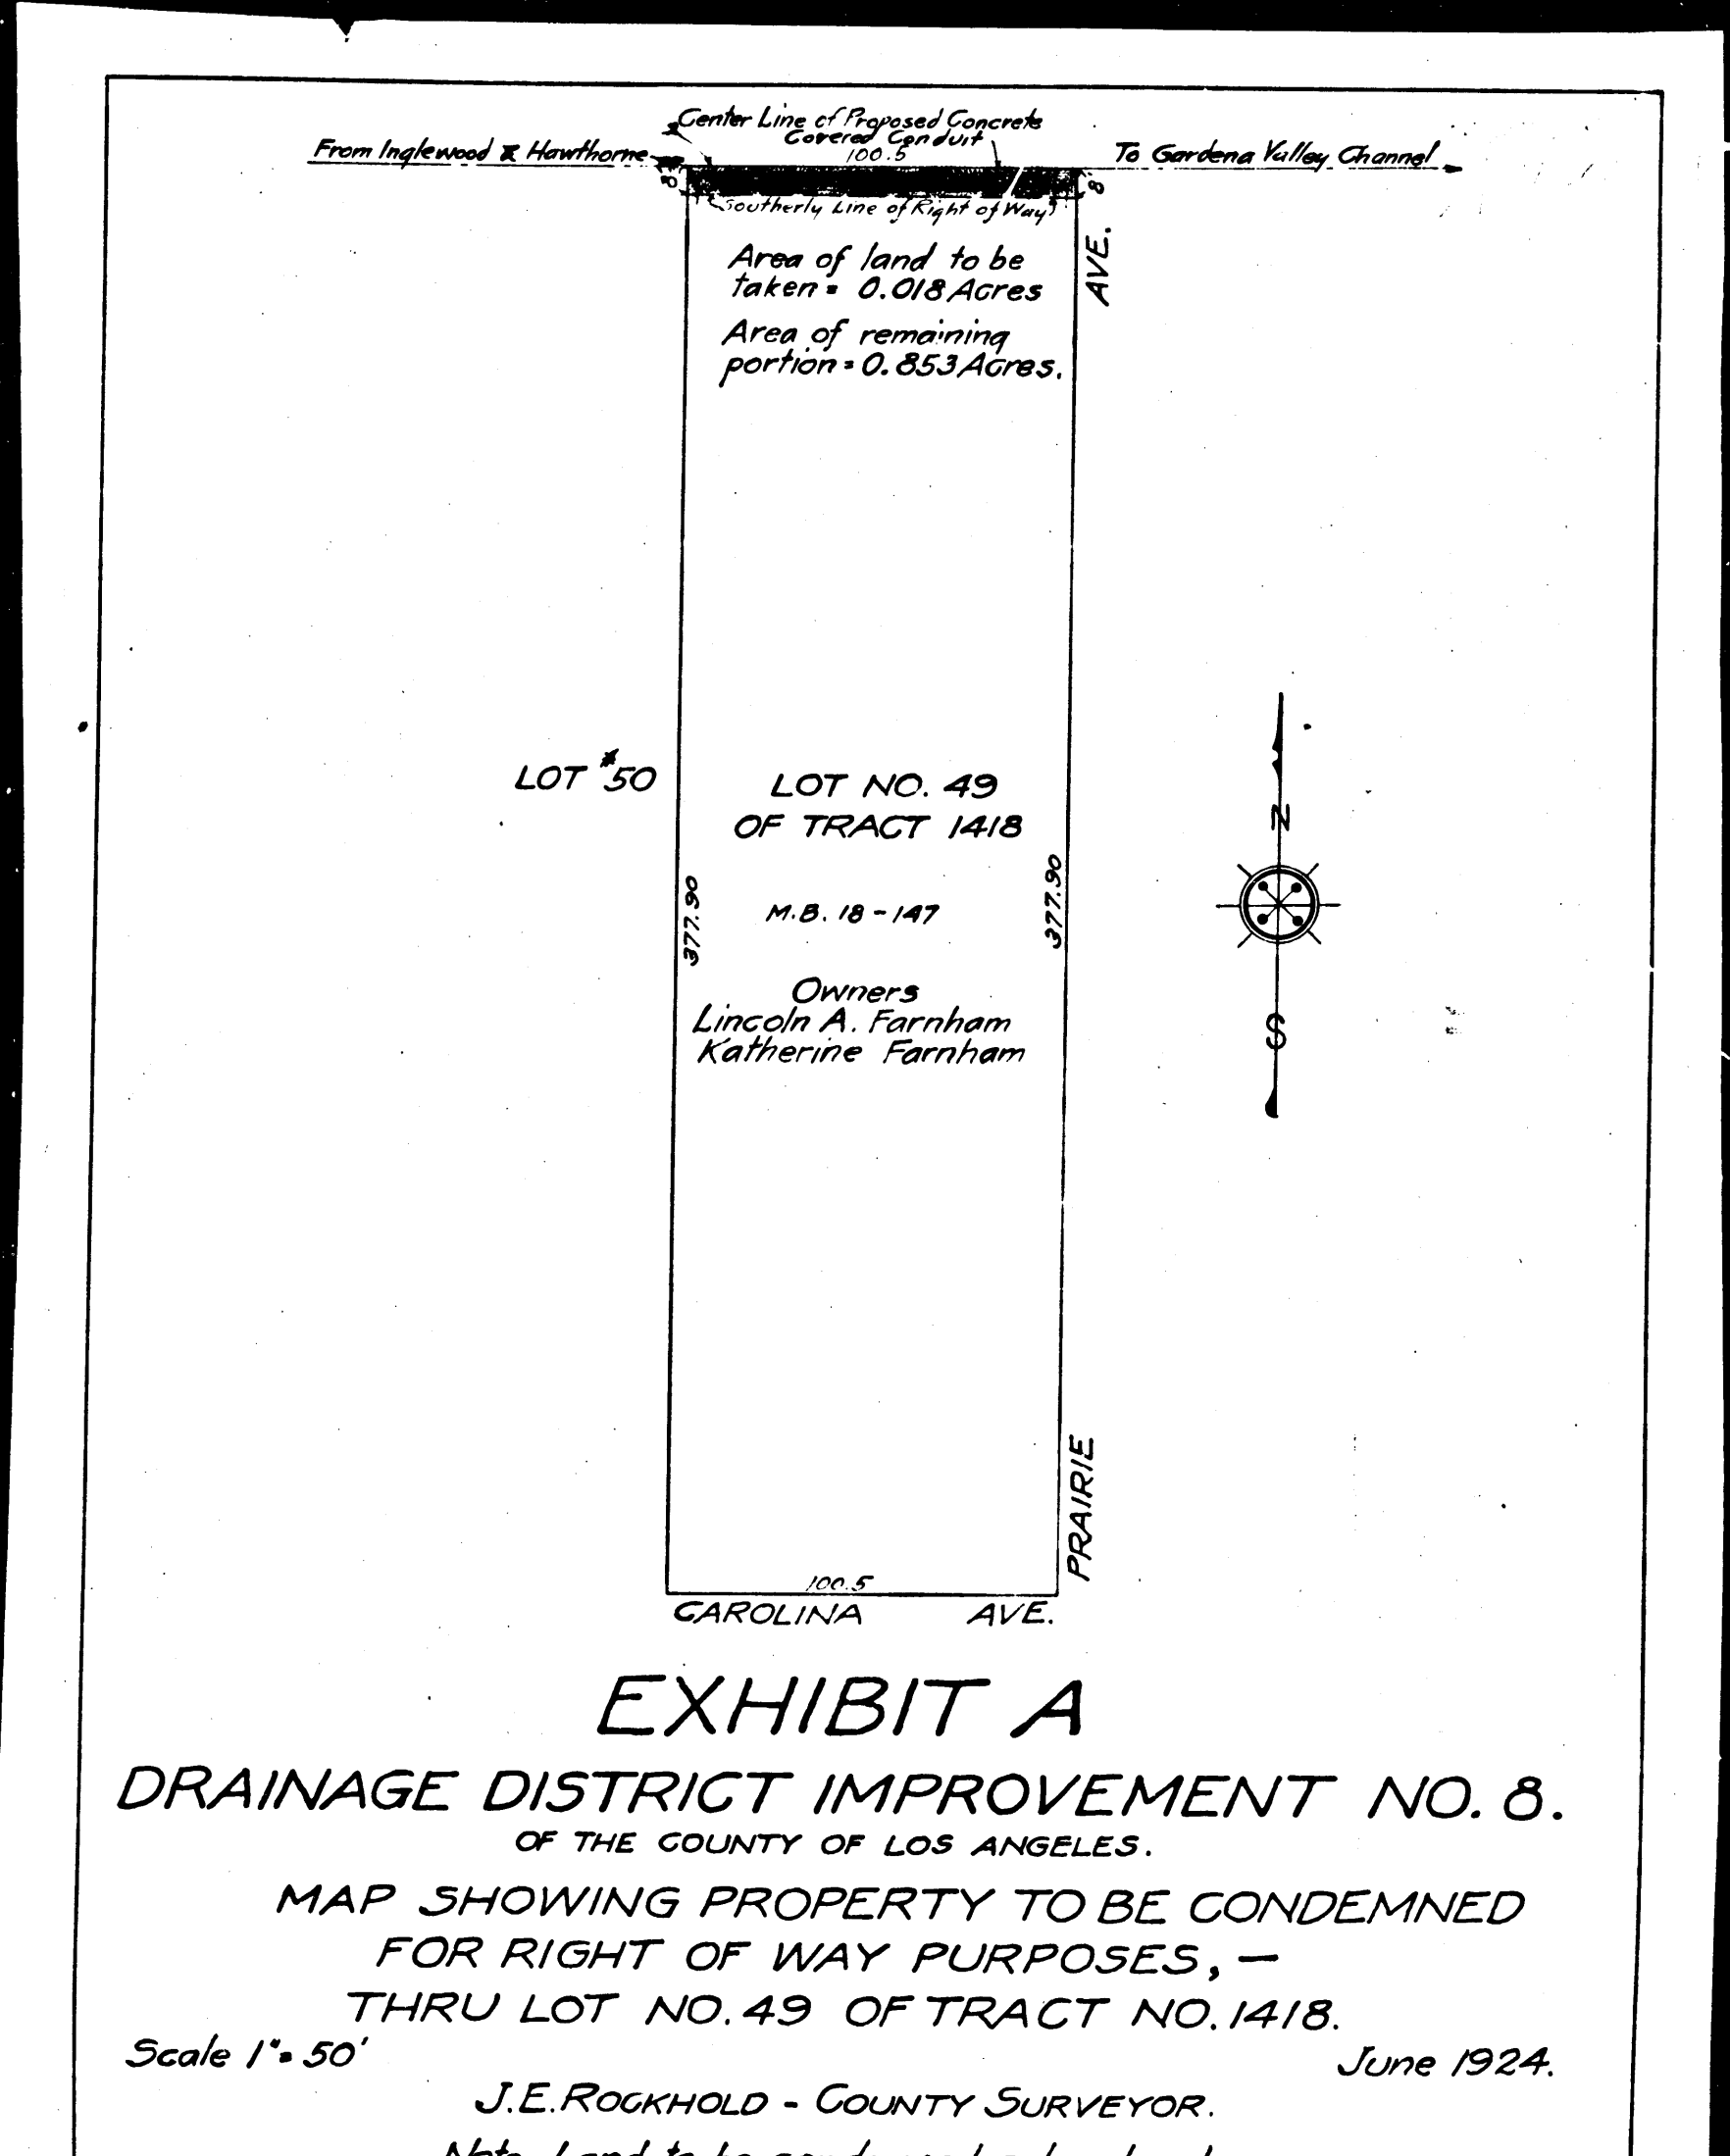 Center Line of Proposed Concrete
Covered Conduit
From Inglewood & Hawthorne
100.5
To Gardena Valley Channel
8'
8'
Southerly Line of Right of Way
Area of land to be
taken = 0.018 Acres
AVE.
Area of remaining
portion = 0.853 Acres.
LOT #50
LOT NO. 49
OF TRACT 1418
N
377.90
377.90
M.B. 18-147
Owners
Lincoln A. Farnham
Katherine Farnham
S
PRAIRIE
100.5
CAROLINA AVE.
EXHIBIT A
DRAINAGE DISTRICT IMPROVEMENT NO. 8.
OF THE COUNTY OF LOS ANGELES.
MAP SHOWING PROPERTY TO BE CONDEMNED
FOR RIGHT OF WAY PURPOSES, —
THRU LOT NO. 49 OF TRACT NO. 1418.
Scale 1"= 50'
June 1924.
J.E. ROCKHOLD - COUNTY SURVEYOR.